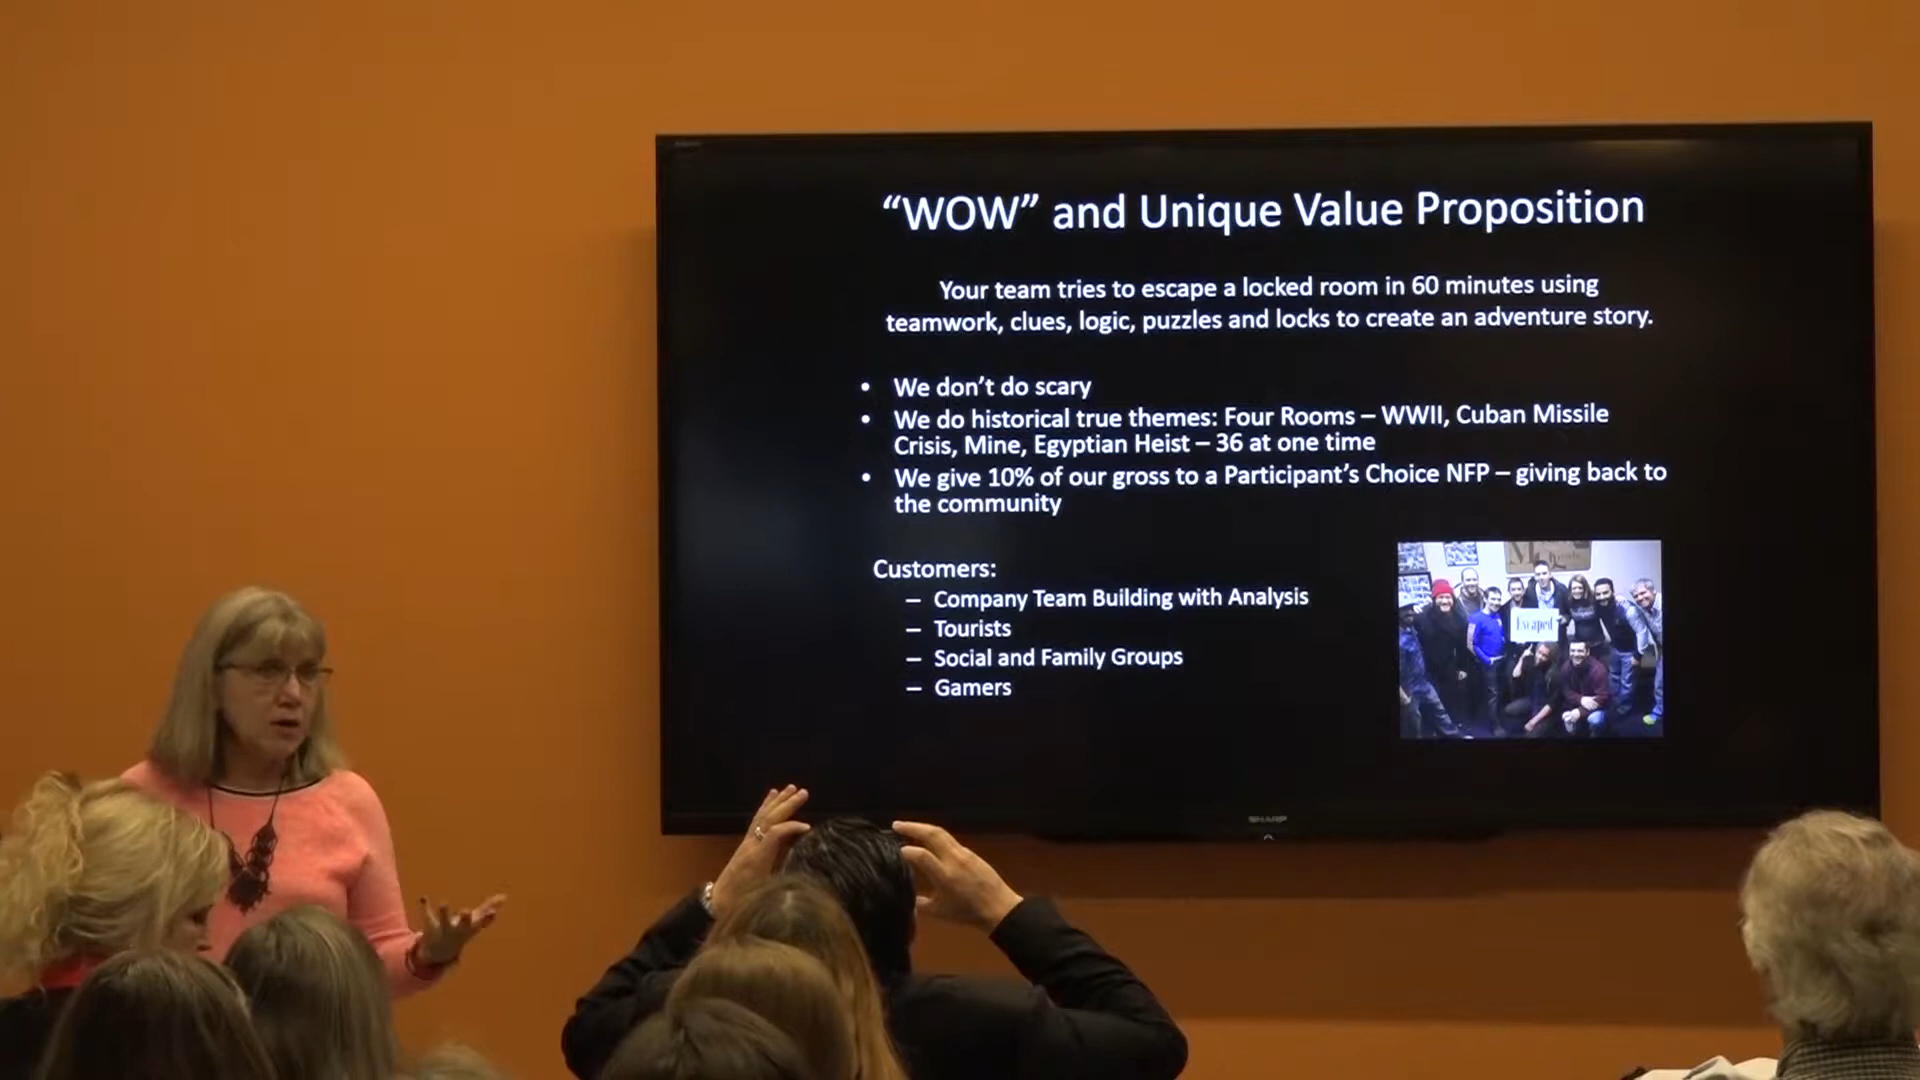 “WOW” and Unique Value Proposition
Your team tries to escape a locked room in 60 minutes using
teamwork, clues, logic, puzzles and locks to create an adventure story.
• We don’t do scary
• We do historical true themes: Four Rooms – WWII, Cuban Missile
Crisis, Mine, Egyptian Heist – 36 at one time
• We give 10% of our gross to a Participant’s Choice NFP – giving back to
the community
Customers:
– Company Team Building with Analysis
– Tourists
– Social and Family Groups
– Gamers
Escaped
SHARP